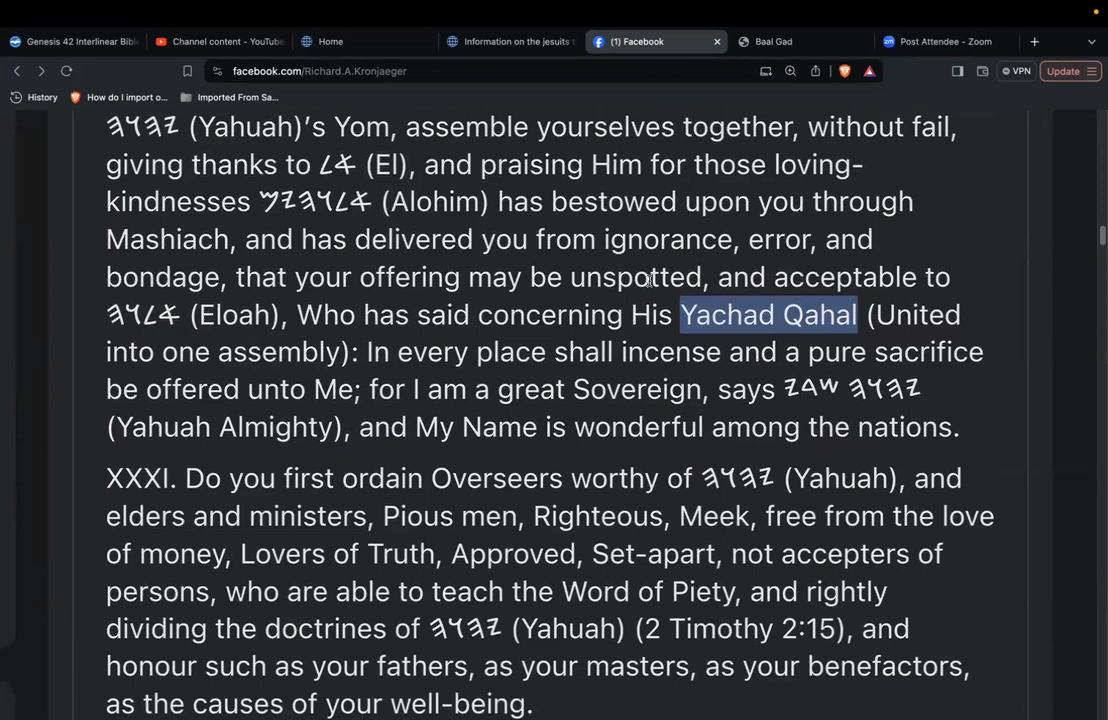 Genesis 42 Interlinear Bibl
Channel content - YouTube
Home
Information on the jesuits t
(1) Facebook
Baal Gad
Post Attendee - Zoom
facebook.com/Richard.A.Kronjaeger
VPN
Update
History
How do I import o...
Imported From Sa...
𐤉𐤄𐤅𐤄 (Yahuah)'s Yom, assemble yourselves together, without fail,
giving thanks to 𐤀𐤋 (El), and praising Him for those loving-
kindnesses 𐤀𐤋𐤅𐤄𐤉𐤌 (Alohim) has bestowed upon you through
Mashiach, and has delivered you from ignorance, error, and
bondage, that your offering may be unspotted, and acceptable to
𐤀𐤋𐤅𐤄 (Eloah), Who has said concerning His Yachad Qahal (United
into one assembly): In every place shall incense and a pure sacrifice
be offered unto Me; for I am a great Sovereign, says 𐤉𐤄𐤅𐤄 𐤔𐤃𐤉
(Yahuah Almighty), and My Name is wonderful among the nations.
XXXI. Do you first ordain Overseers worthy of 𐤉𐤄𐤅𐤄 (Yahuah), and
elders and ministers, Pious men, Righteous, Meek, free from the love
of money, Lovers of Truth, Approved, Set-apart, not accepters of
persons, who are able to teach the Word of Piety, and rightly
dividing the doctrines of 𐤉𐤄𐤅𐤄 (Yahuah) (2 Timothy 2:15), and
honour such as your fathers, as your masters, as your benefactors,
as the causes of your well-being.